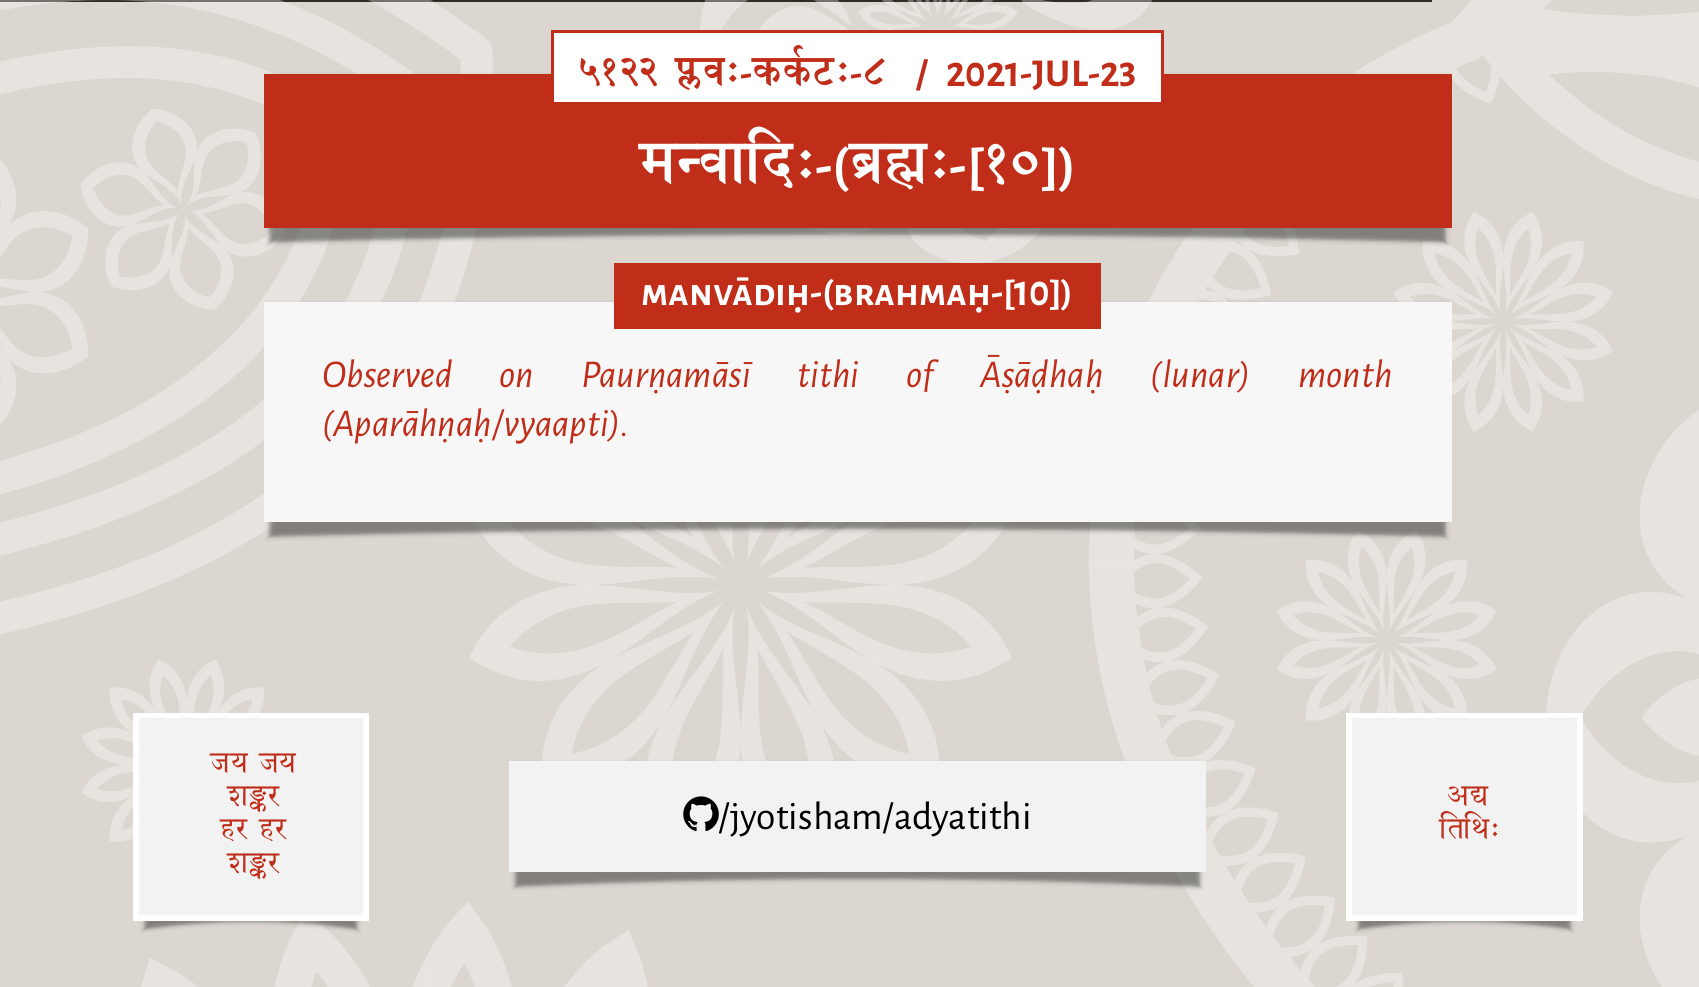 ५१२२ प्लवः-कर्कटः-८ / 2021-JUL-23
मन्वादिः-(ब्रह्मः-[१०])
MANVĀDIḤ-(BRAHMAḤ-[10])
Observed on Paurṇamāsī tithi of Āṣāḍhaḥ (lunar) month
(Aparāhṇaḥ/vyaapti).
जय जय
शङ्कर
हर हर
शङ्कर
/jyotisham/adyatithi
अद्य
तिथिः